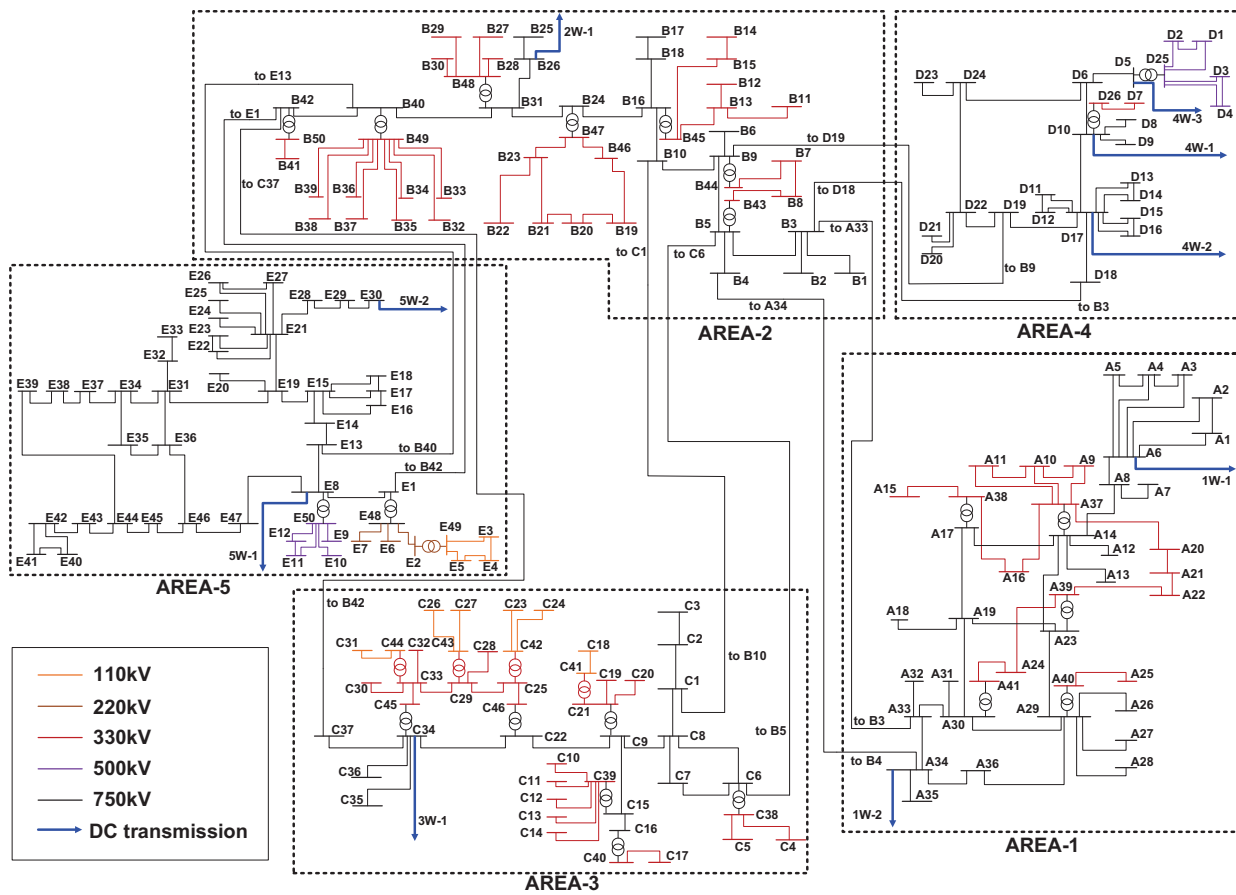 B29 B27 B25 2W-1 B17 B14
B30 B28 B26 B18 B15
B48 B12
to E13 B40 B31 B24 B16 B13 B11
to E1 B42 B45
B50 B49 B47 B10 B6
B41 B23 B46 B9 to D19 B7
to C37 B39 B36 B34 B33 B44 B8
B38 B37 B35 B32 B22 B21 B20 B19 B43 to D18
to C1 B5 B3 to A33
to C6 B4 B2 B1
to A34
AREA-2
D2 D1
D5 D25
D23 D24 D6 D3
D26 D7 D4
4W-3
D10 D8
D9 4W-1
D11 D13
D22 D19 D12 D14
D21 D17 D15
D20 D16 4W-2
to B9 D18
to B3
AREA-4
E26 E27
E25 E28 E29 E30 5W-2
E24
E33 E23 E21
E22
E32
E20 E19 E15 E18
E39 E38 E37 E34 E31 E17
E16
E14
E35 E36 E13
to B40
to B42
E8 E1
E50 E48 E49 E3
E42 E43 E44 E45 E46 E47 E12 E9 E7 E6
E41 E40 E11 E10 E2 E5 E4
5W-1
AREA-5
A5 A4 A3
A2
A1
A6
A11 A10 A9 A8 A7 1W-1
A15 A38 A37
A17 A14
A12 A20
A16 A13 A21
A39 A22
A18 A19 A23
A24 A25
A32 A31 A41 A40
A33 A30 A29 A26
to B3 A27
to B4 A34 A36 A28
A35
1W-2
AREA-1
to B42 C26 C27 C23 C24 C3
C31 C44 C32 C43 C28 C42 C18 C2
C41 C19 C20 to B10
C30 C33 C29 C25 C1
C45 C46 C21
to B5
C37 C34 C22 C9 C8
C36 C10
C35 C11 C39 C7 C6
C12 C15
C13 C16 C38
C14 C5 C4
3W-1 C40 C17
AREA-3
110kV
220kV
330kV
500kV
750kV
DC transmission